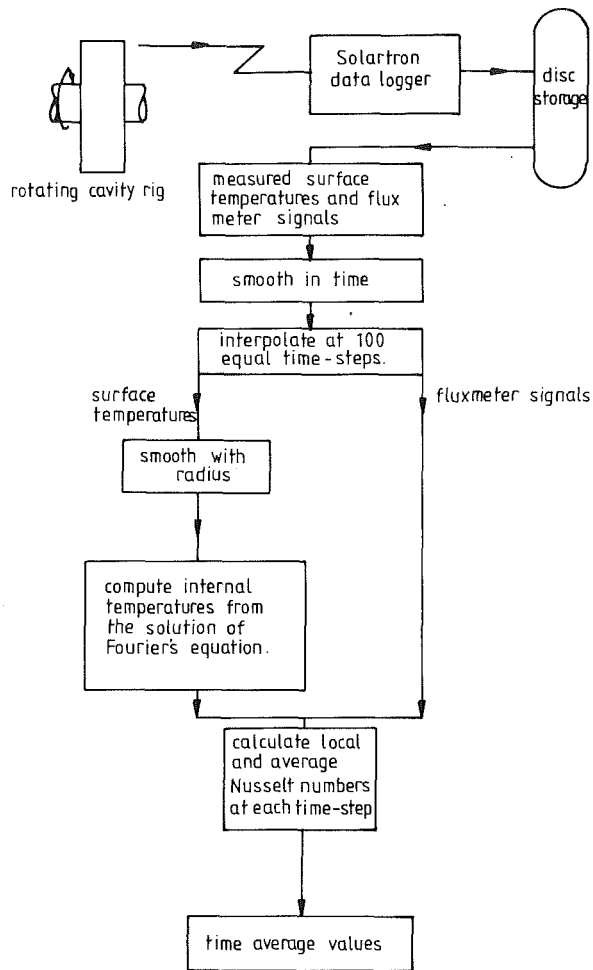 Solartron
data logger
disc
storage
rotating cavity rig
measured surface
temperatures and flux
meter signals
smooth in time
interpolate at 100
equal time-steps.
surface
temperatures
fluxmeter signals
smooth with
radius
compute internal
temperatures from
the solution of
Fourier's equation.
calculate local
and average
Nusselt numbers
at each time-step
time average values